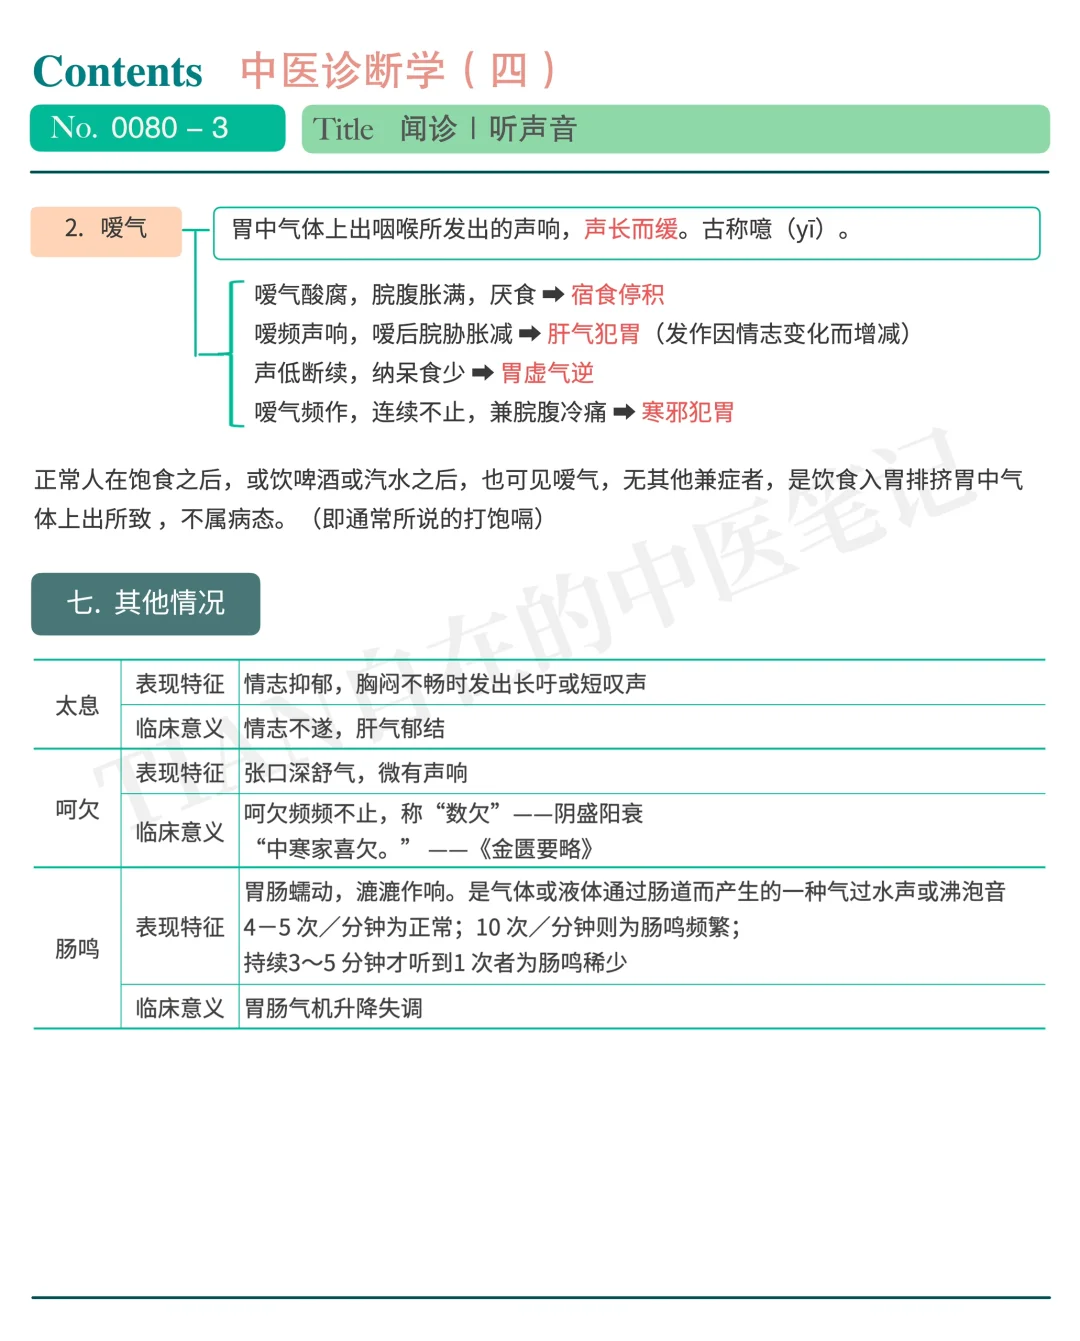 Contents 中医诊断学（四）
No. 0080 – 3
Title 闻诊 | 听声音
2. 嗳气
胃中气体上出咽喉所发出的声响，声长而缓。古称噫（yī）。
嗳气酸腐，脘腹胀满，厌食➡宿食停积
嗳频声响，嗳后脘胁胀减➡肝气犯胃（发作因情志变化而增减）
声低断续，纳呆食少➡胃虚气逆
嗳气频作，连续不止，兼脘腹冷痛➡寒邪犯胃
正常人在饱食之后，或饮啤酒或汽水之后，也可见嗳气，无其他兼症者，是饮食入胃排挤胃中气
体上出所致，不属病态。（即通常所说的打饱嗝）
七. 其他情况
太息
表现特征 情志抑郁，胸闷不畅时发出长吁或短叹声
临床意义 情志不遂，肝气郁结
呵欠
表现特征 张口深舒气，微有声响
临床意义 呵欠频频不止，称“数欠”——阴盛阳衰
“中寒家喜欠。” ——《金匮要略》
肠鸣
表现特征 胃肠蠕动，漉漉作响。是气体或液体通过肠道而产生的一种气过水声或沸泡音
4－5 次／分钟为正常；10 次／分钟则为肠鸣频繁；
持续3～5 分钟才听到1 次者为肠鸣稀少
临床意义 胃肠气机升降失调
TIAN自在的中医笔记